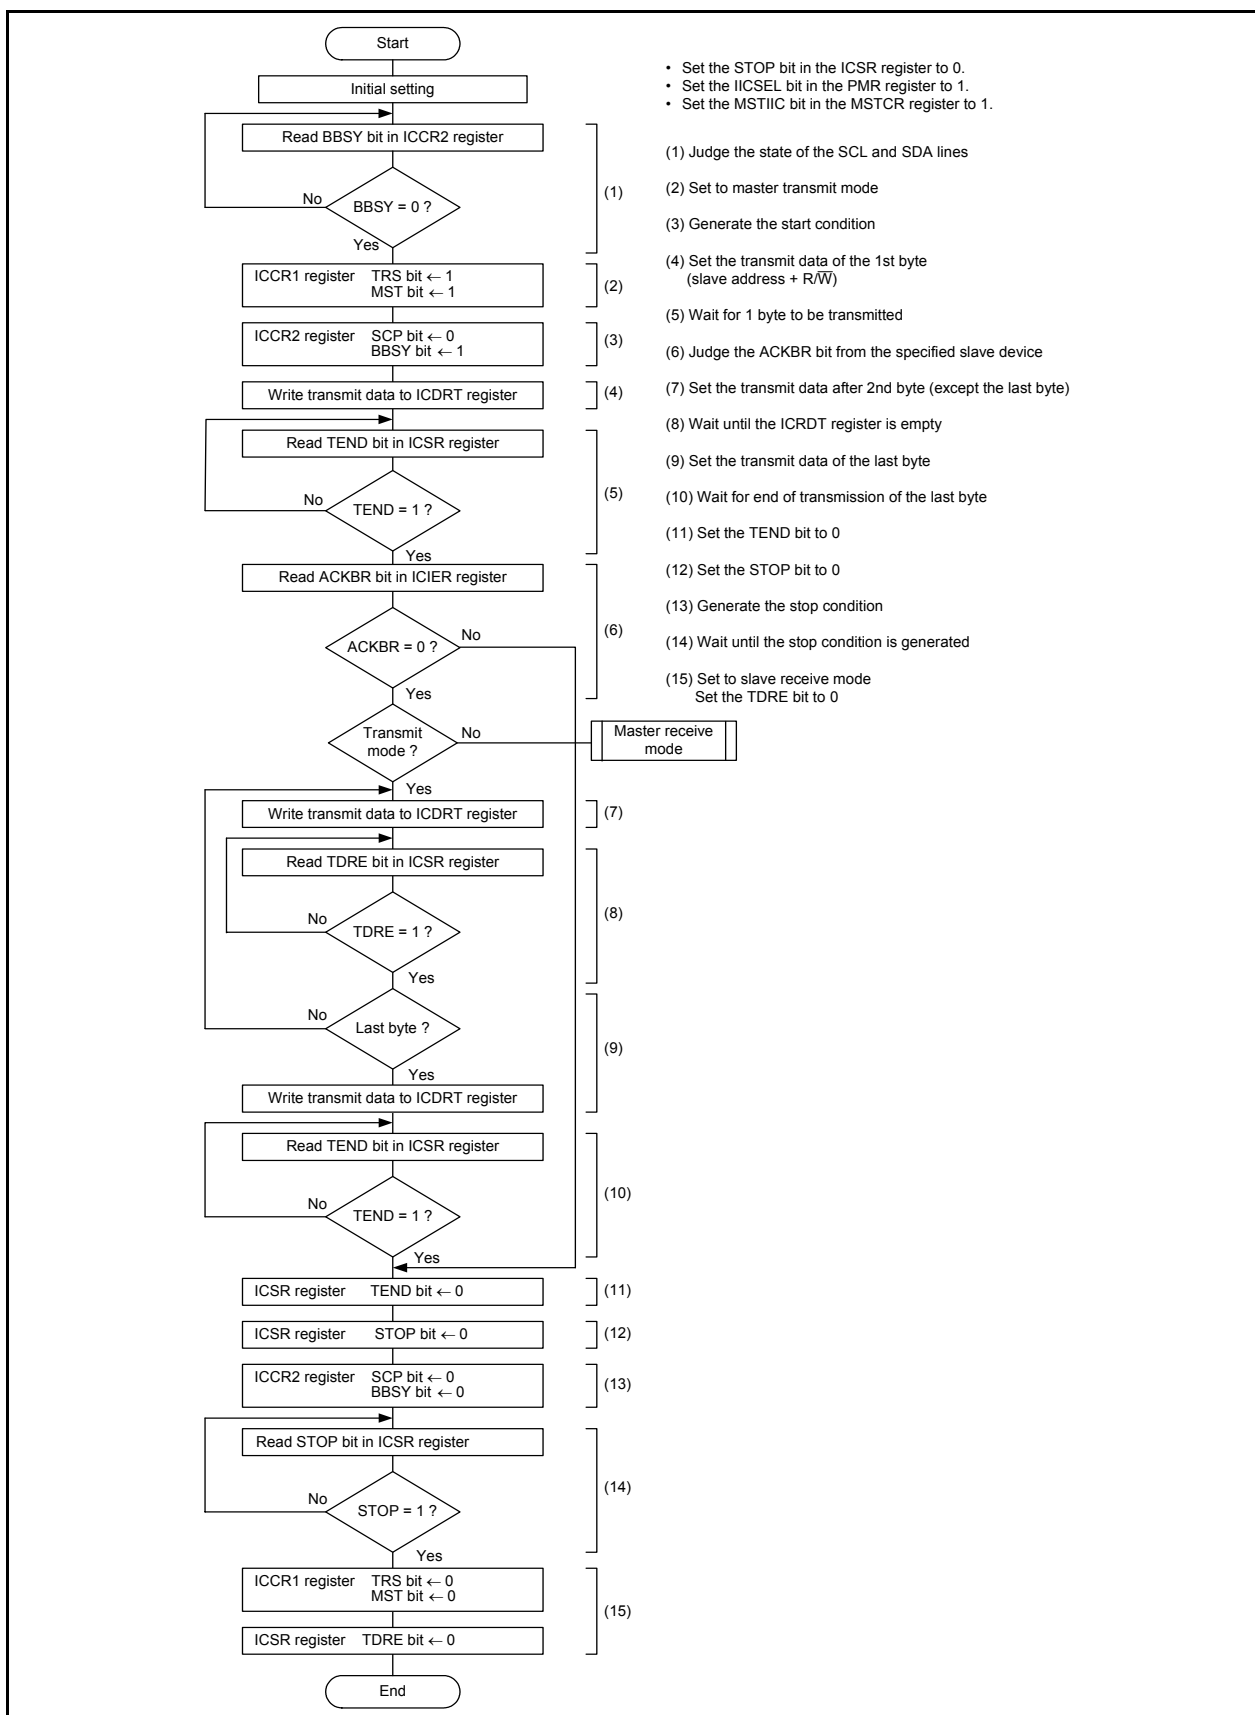 Start
Initial setting
Read BBSY bit in ICCR2 register
BBSY = 0 ?
No
Yes
(1)
ICCR1 register TRS bit ← 1
MST bit ← 1
(2)
ICCR2 register SCP bit ← 0
BBSY bit ← 1
(3)
Write transmit data to ICDRT register
(4)
Read TEND bit in ICSR register
No
TEND = 1 ?
(5)
Yes
Read ACKBR bit in ICIER register
ACKBR = 0 ?
No
(6)
Yes
Transmit
mode ?
No
Master receive
mode
Yes
Write transmit data to ICDRT register
(7)
Read TDRE bit in ICSR register
No
TDRE = 1 ?
(8)
Yes
No
Last byte ?
(9)
Yes
Write transmit data to ICDRT register
Read TEND bit in ICSR register
No
TEND = 1 ?
(10)
Yes
ICSR register TEND bit ← 0
(11)
ICSR register STOP bit ← 0
(12)
ICCR2 register SCP bit ← 0
BBSY bit ← 0
(13)
Read STOP bit in ICSR register
No
STOP = 1 ?
(14)
Yes
ICCR1 register TRS bit ← 0
MST bit ← 0
(15)
ICSR register TDRE bit ← 0
End
• Set the STOP bit in the ICSR register to 0.
• Set the IICSEL bit in the PMR register to 1.
• Set the MSTIIC bit in the MSTCR register to 1.
(1) Judge the state of the SCL and SDA lines
(2) Set to master transmit mode
(3) Generate the start condition
(4) Set the transmit data of the 1st byte
(slave address + R/W̅)
(5) Wait for 1 byte to be transmitted
(6) Judge the ACKBR bit from the specified slave device
(7) Set the transmit data after 2nd byte (except the last byte)
(8) Wait until the ICRDT register is empty
(9) Set the transmit data of the last byte
(10) Wait for end of transmission of the last byte
(11) Set the TEND bit to 0
(12) Set the STOP bit to 0
(13) Generate the stop condition
(14) Wait until the stop condition is generated
(15) Set to slave receive mode
Set the TDRE bit to 0